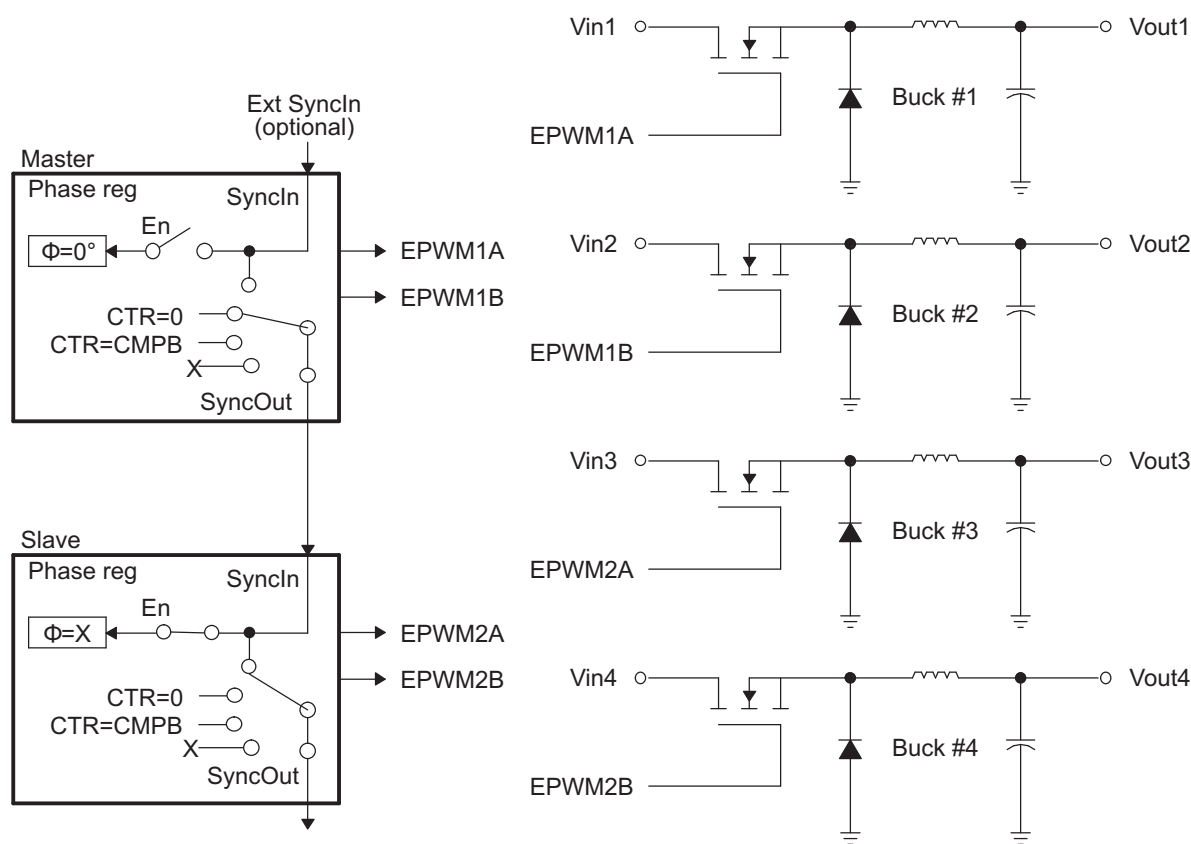 Ext SyncIn
(optional)
Master
Phase reg
SyncIn
En
Φ=0°
EPWM1A
EPWM1B
CTR=0
CTR=CMPB
X
SyncOut
Slave
Phase reg
SyncIn
En
Φ=X
EPWM2A
EPWM2B
CTR=0
CTR=CMPB
X
SyncOut
Vin1
Vout1
Buck #1
EPWM1A
Vin2
Vout2
Buck #2
EPWM1B
Vin3
Vout3
Buck #3
EPWM2A
Vin4
Vout4
Buck #4
EPWM2B